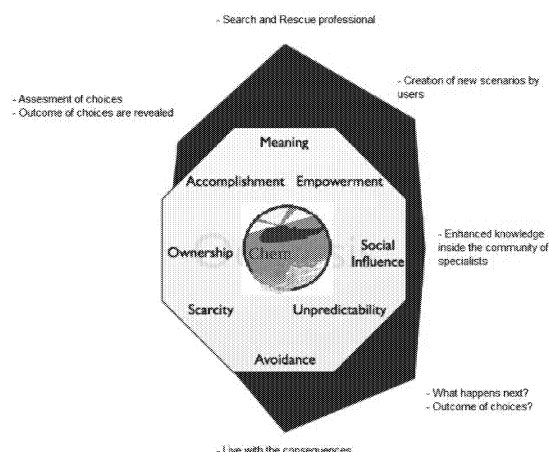 - Search and Rescue professional
- Creation of new scenarios by
users
- Assesment of choices
- Outcome of choices are revealed
Meaning
Accomplishment Empowerment
- Enhanced knowledge
inside the community of
specialists
Ownership
Chem
Social
Influence
Scarcity
Unpredictability
Avoidance
- What happens next?
- Outcome of choices?
- Live with the consequences